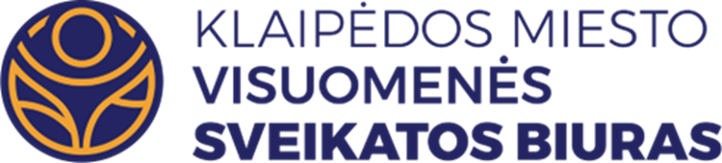 KLAIPĖDOS MIESTO
VISUOMENĖS
SVEIKATOS BIURAS